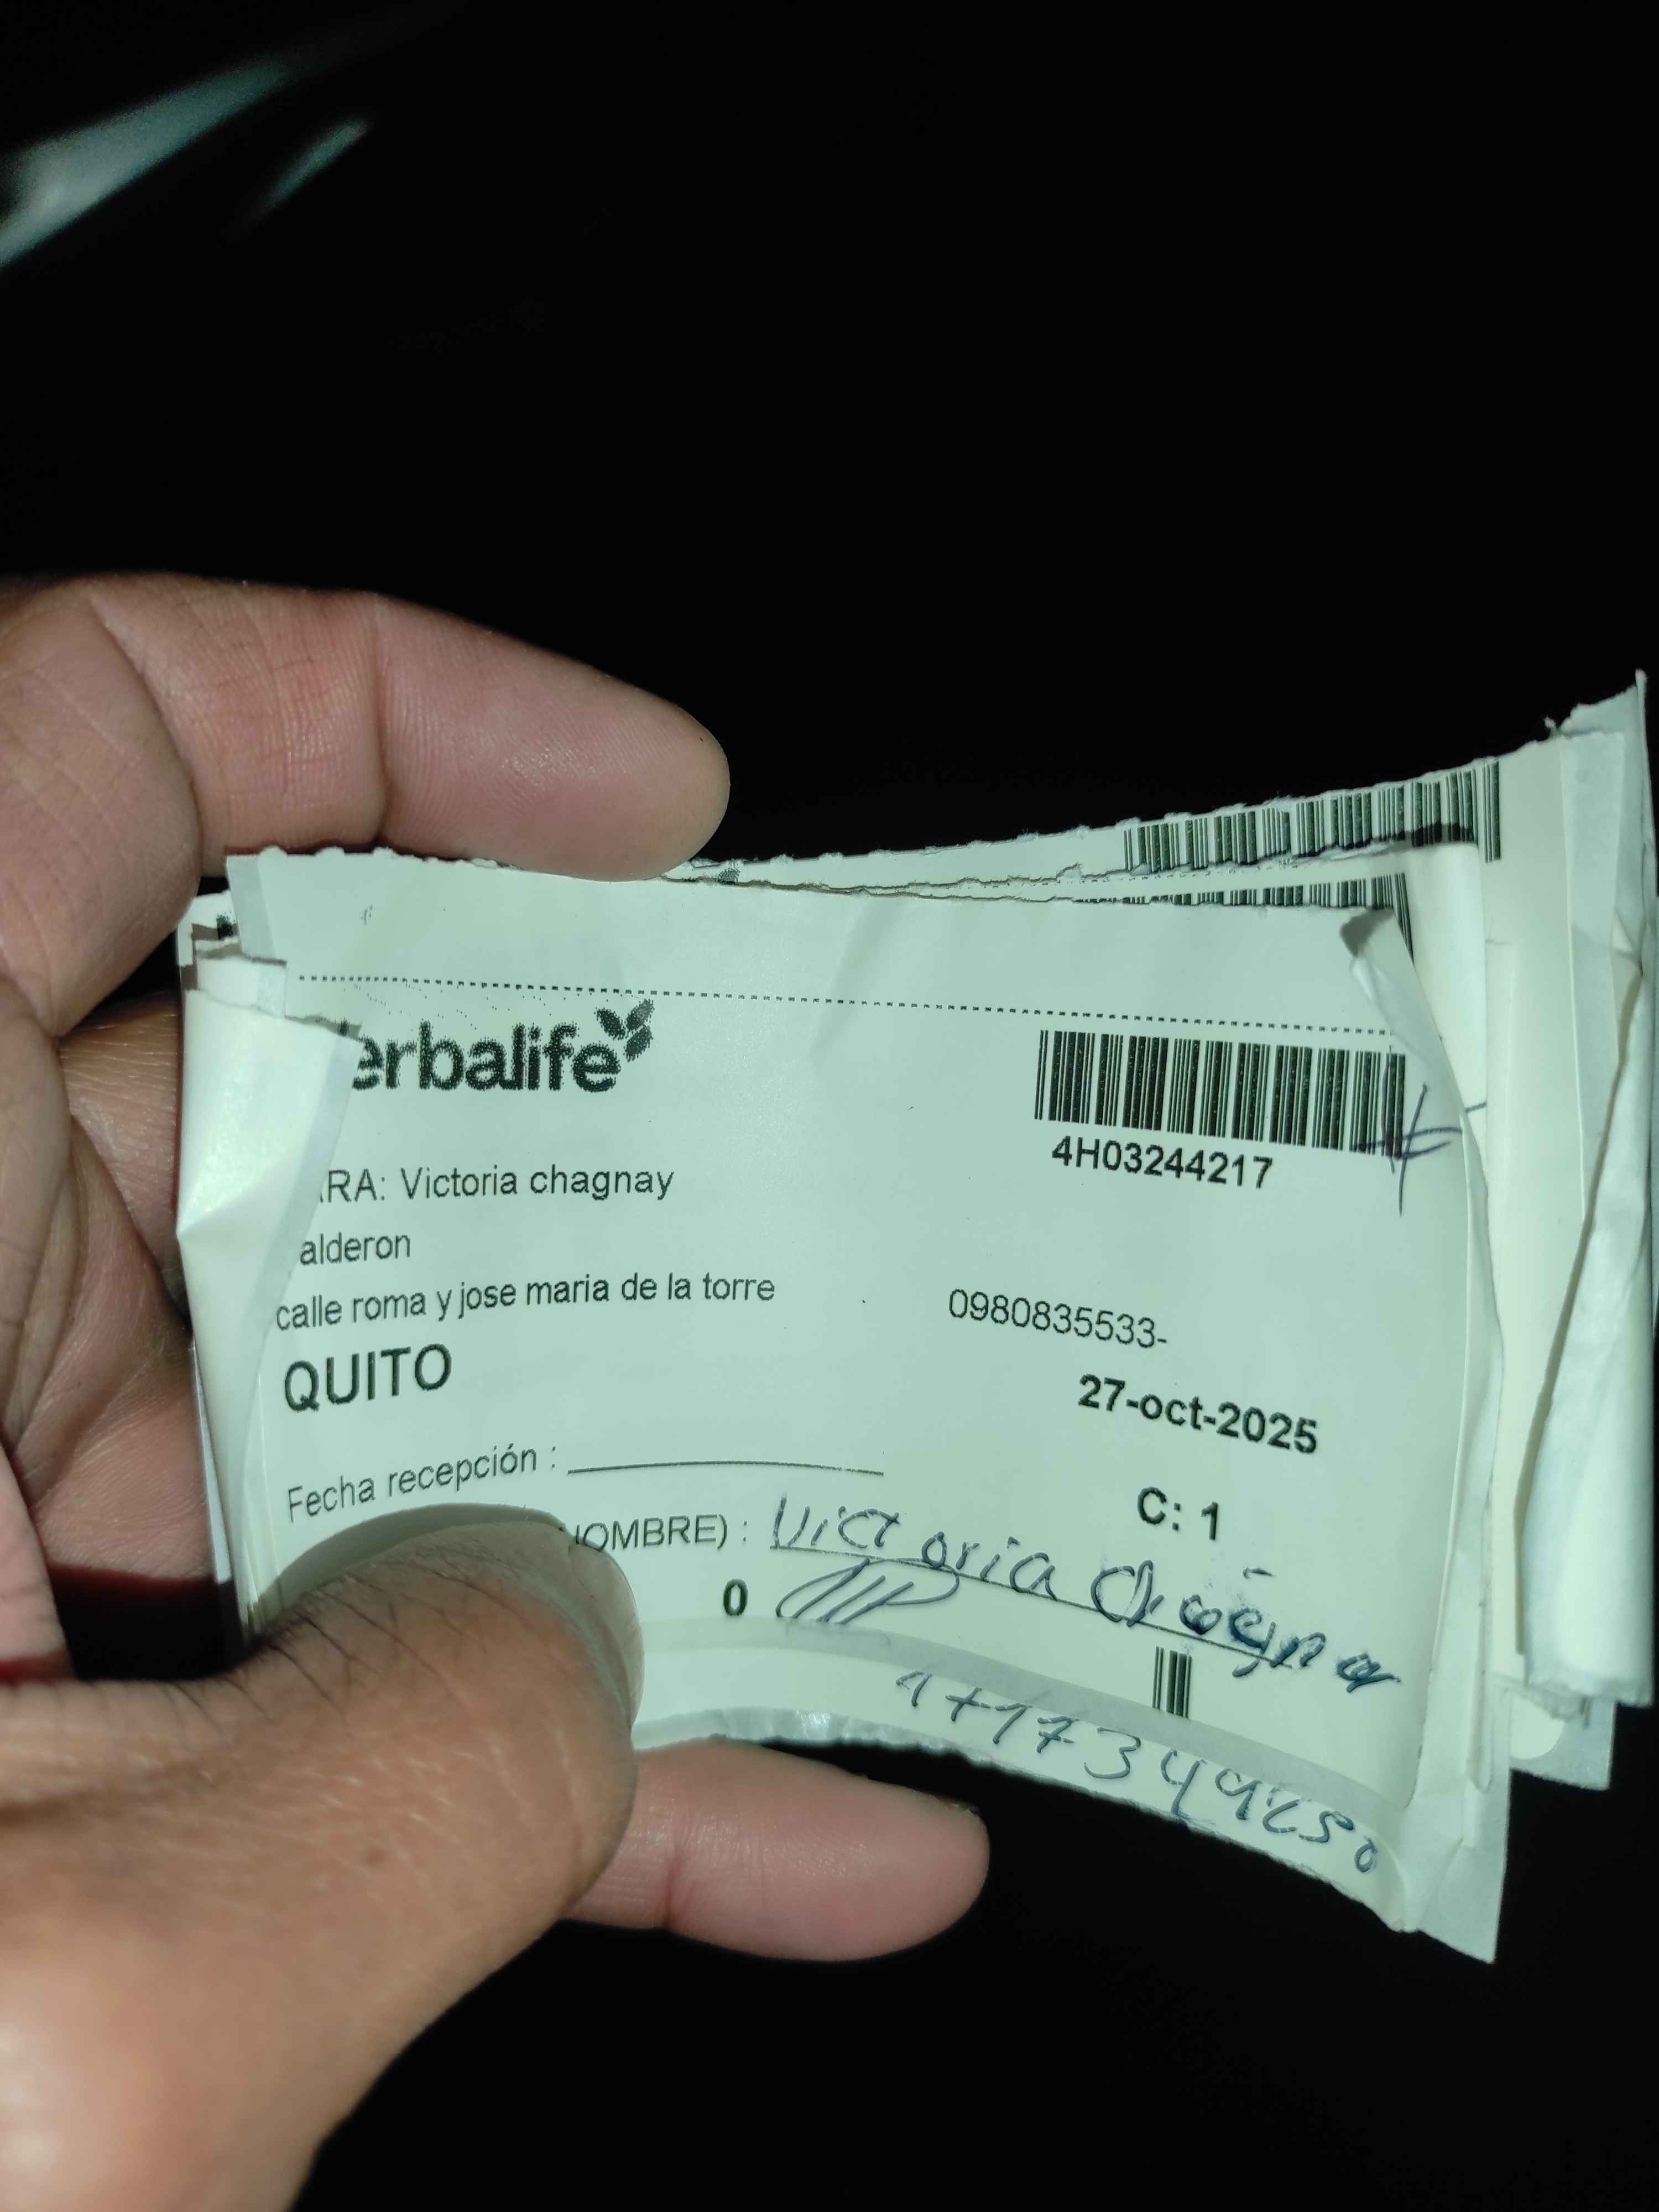 erbalife
4H03244217
RA: Victoria chagnay
alderon
calle roma y jose maria de la torre
0980835533-
QUITO
27-oct-2025
Fecha recepción :
C: 1
OMBRE) : Victoria
0